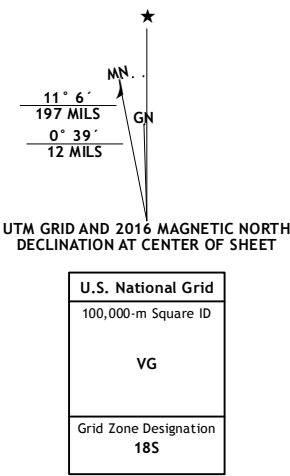 ★
MN
11° 6´
197 MILS
GN
0° 39´
12 MILS
UTM GRID AND 2016 MAGNETIC NORTH
DECLINATION AT CENTER OF SHEET
U.S. National Grid
100,000-m Square ID
VG
Grid Zone Designation
18S